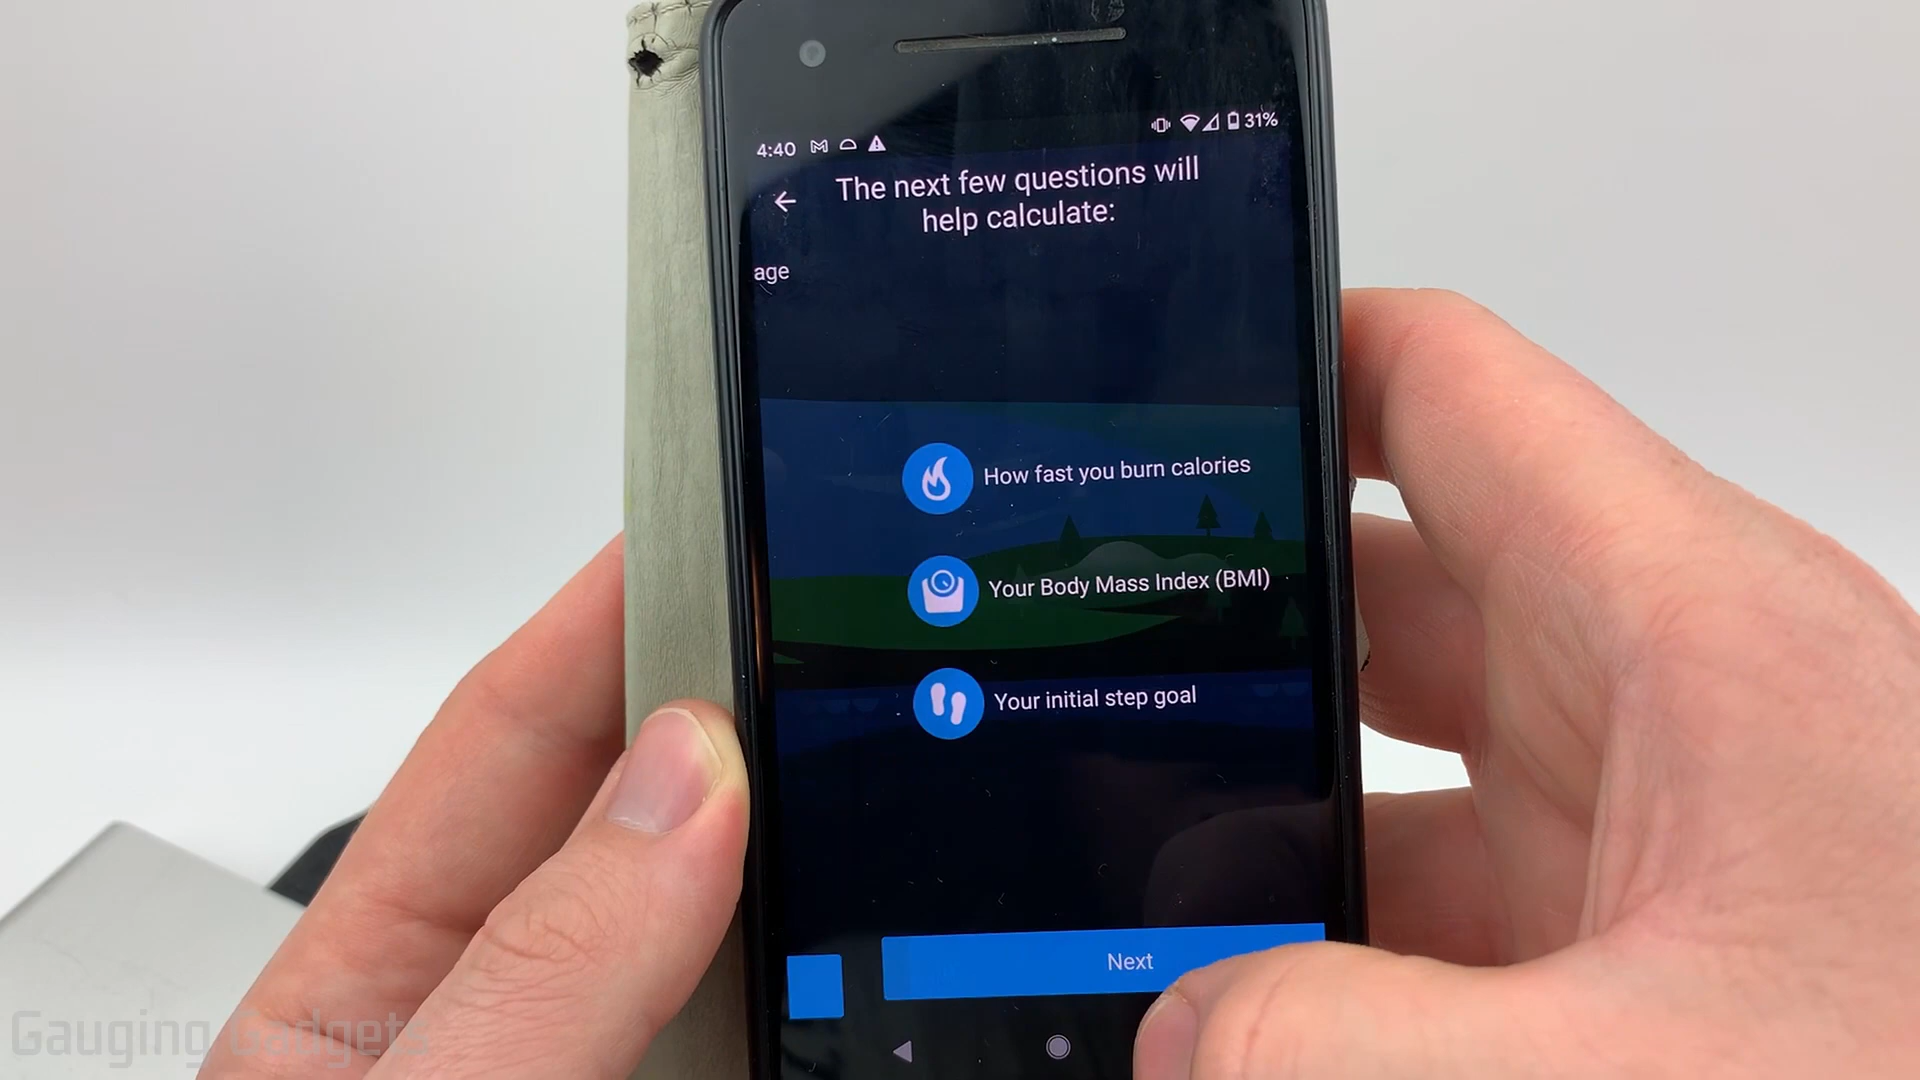 4:40
31%
The next few questions will
help calculate:
age
How fast you burn calories
Your Body Mass Index (BMI)
Your initial step goal
Next
Gauging Gadgets